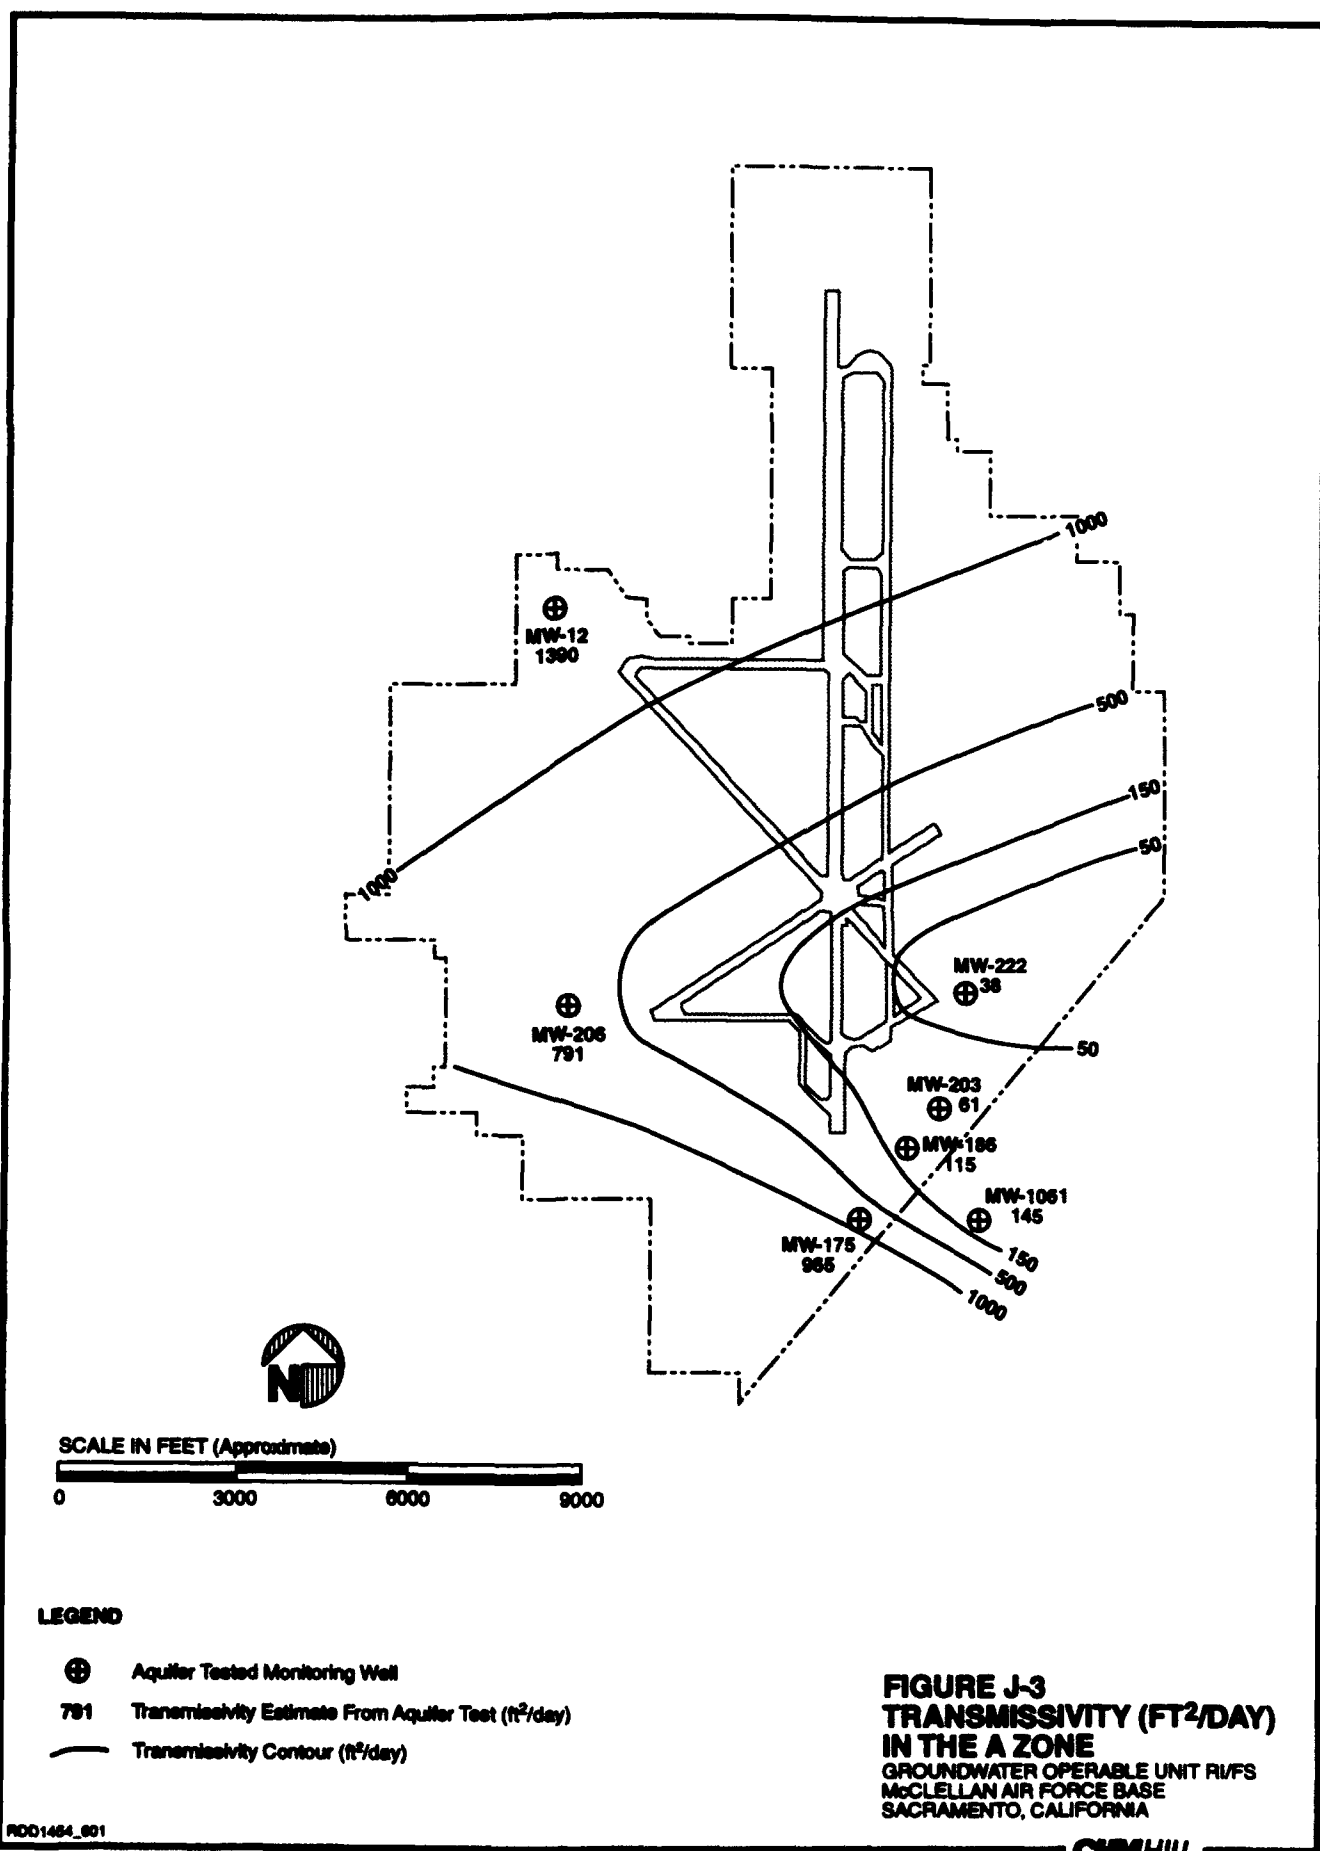 1000
MW-12
1390
500
150
50
1000
MW-222
38
MW-206
791
50
MW-203
61
MW-186
115
MW-1051
145
MW-175
965
150
500
1000
N
SCALE IN FEET (Approximate)
0 3000 6000 9000
LEGEND
Aquifer Tested Monitoring Well
791 Transmissivity Estimate From Aquifer Test (ft²/day)
Transmissivity Contour (ft²/day)
FIGURE J-3
TRANSMISSIVITY (FT²/DAY)
IN THE A ZONE
GROUNDWATER OPERABLE UNIT RI/FS
McCLELLAN AIR FORCE BASE
SACRAMENTO, CALIFORNIA